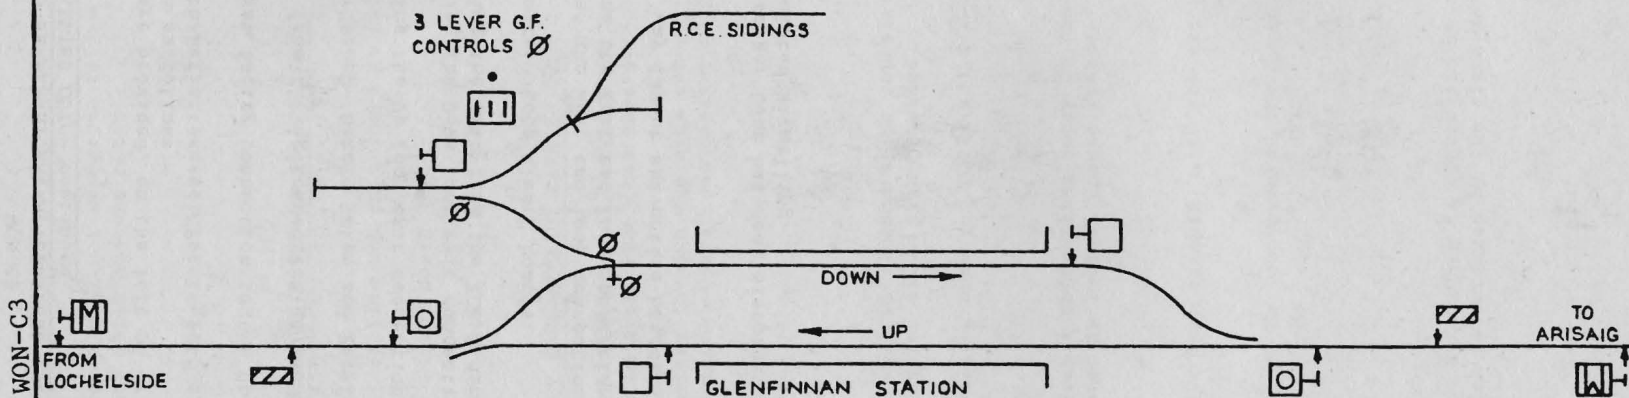 3 LEVER G.F.
CONTROLS Ø
R.C.E. SIDINGS
Ø
Ø
Ø
DOWN
UP
M
FROM
LOCHEILSIDE
GLENFINNAN STATION
TO
ARISAIG
WON-C3